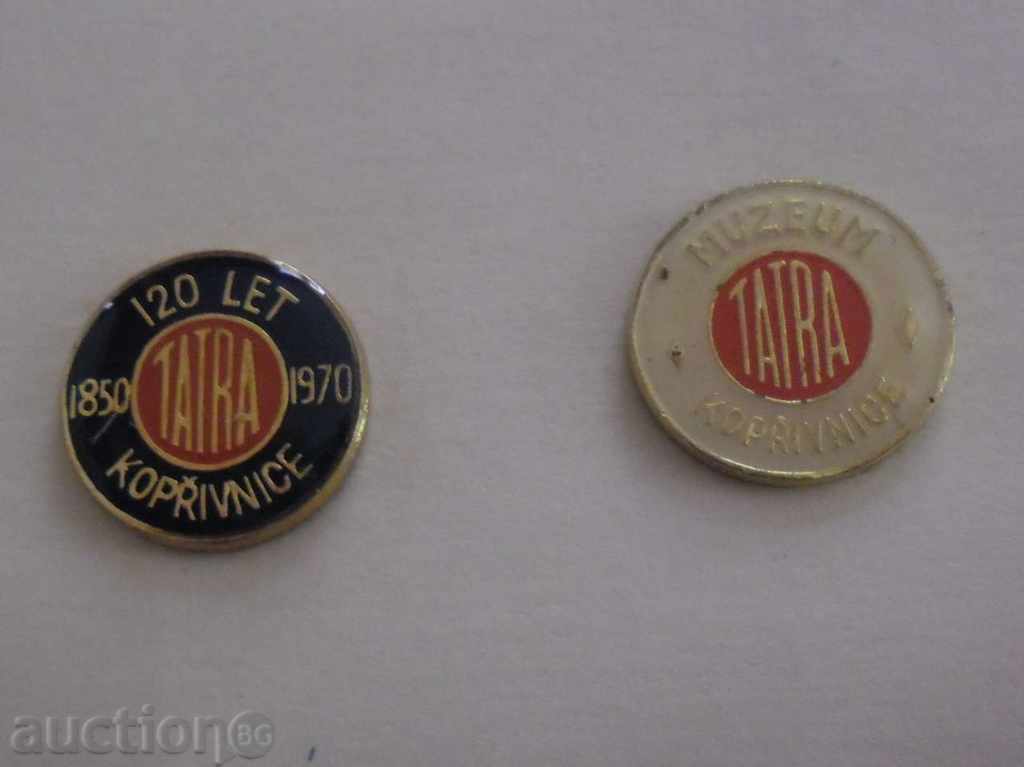 120 LET
1850 TATRA 1970
KOPŘIVNICE
MUZEUM
TATRA
KOPŘIVNICE
auction BG